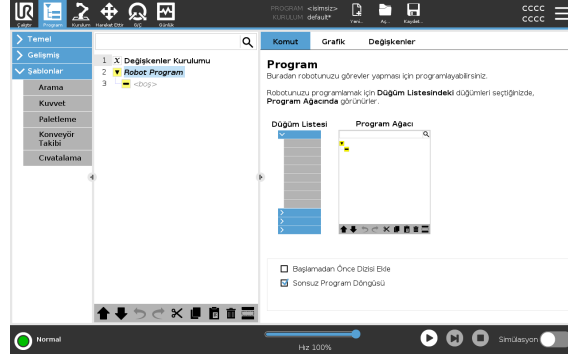 UR
PROGRAM <isimsiz>
KURULUM default*
CCCC
CCCC
Çalıştır
Program
Kurulum
Hareket Ettir
G/Ç
Günlük
Yeni...
Aç...
Kaydet...
Temel
Gelişmiş
Şablonlar
Arama
Kuvvet
Paletleme
Konveyör
Takibi
Cıvatalama
1 X Değişkenler Kurulumu
2 Robot Program
3 <boş>
Komut
Grafik
Değişkenler
Program
Buradan robotunuzu görevler yapması için programlayabilirsiniz.
Robotunuzu programlamak için Düğüm Listesindeki düğümleri seçtiğinizde,
Program Ağacında görünürler.
Düğüm Listesi
Program Ağacı
Başlamadan Önce Dizisi Ekle
Sonsuz Program Döngüsü
Normal
Hız 100%
Simülasyon